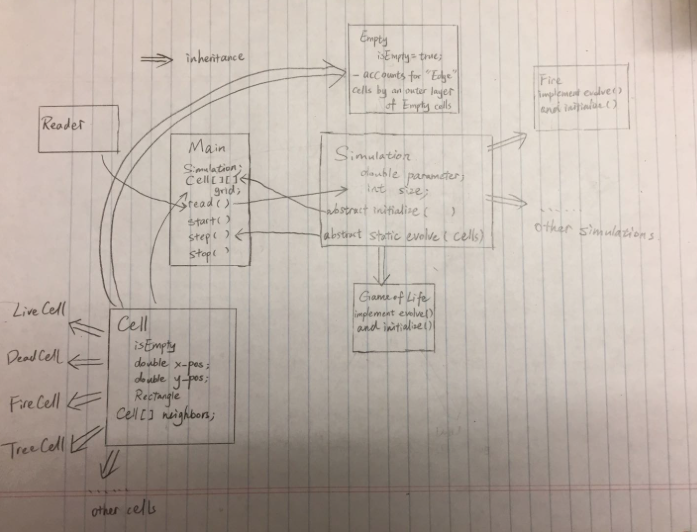 inheritance
Empty
isEmpty = true;
- accounts for "Edge"
cells by an outer layer
of Empty cells
Fire
implement evolve()
and initialize()
Reader
Main
Simulation;
Cell[][]
grid;
read()
start()
step()
stop()
Simulation
double parameter;
int size;
abstract initialize( )
abstract static evolve(cells)
......
other simulations
Game of Life
implement evolve()
and initialize()
Live Cell
Dead Cell
Fire Cell
Tree Cell
Cell
isEmpty
double x-pos;
double y-pos;
Rectangle
Cell[] neighbors;
......
other cells